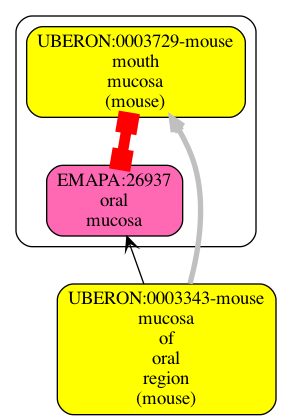 UBERON:0003729-mouse
mouth
mucosa
(mouse)
EMAPA:26937
oral
mucosa
UBERON:0003343-mouse
mucosa
of
oral
region
(mouse)